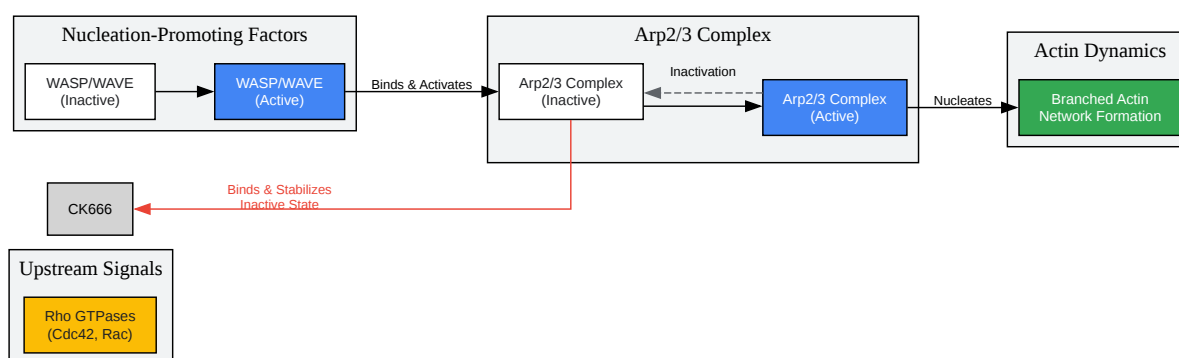 Nucleation-Promoting Factors
WASP/WAVE
(Inactive)
WASP/WAVE
(Active)
Binds & Activates
Arp2/3 Complex
Arp2/3 Complex
(Inactive)
Inactivation
Arp2/3 Complex
(Active)
Nucleates
Actin Dynamics
Branched Actin
Network Formation
Binds & Stabilizes
Inactive State
CK666
Upstream Signals
Rho GTPases
(Cdc42, Rac)